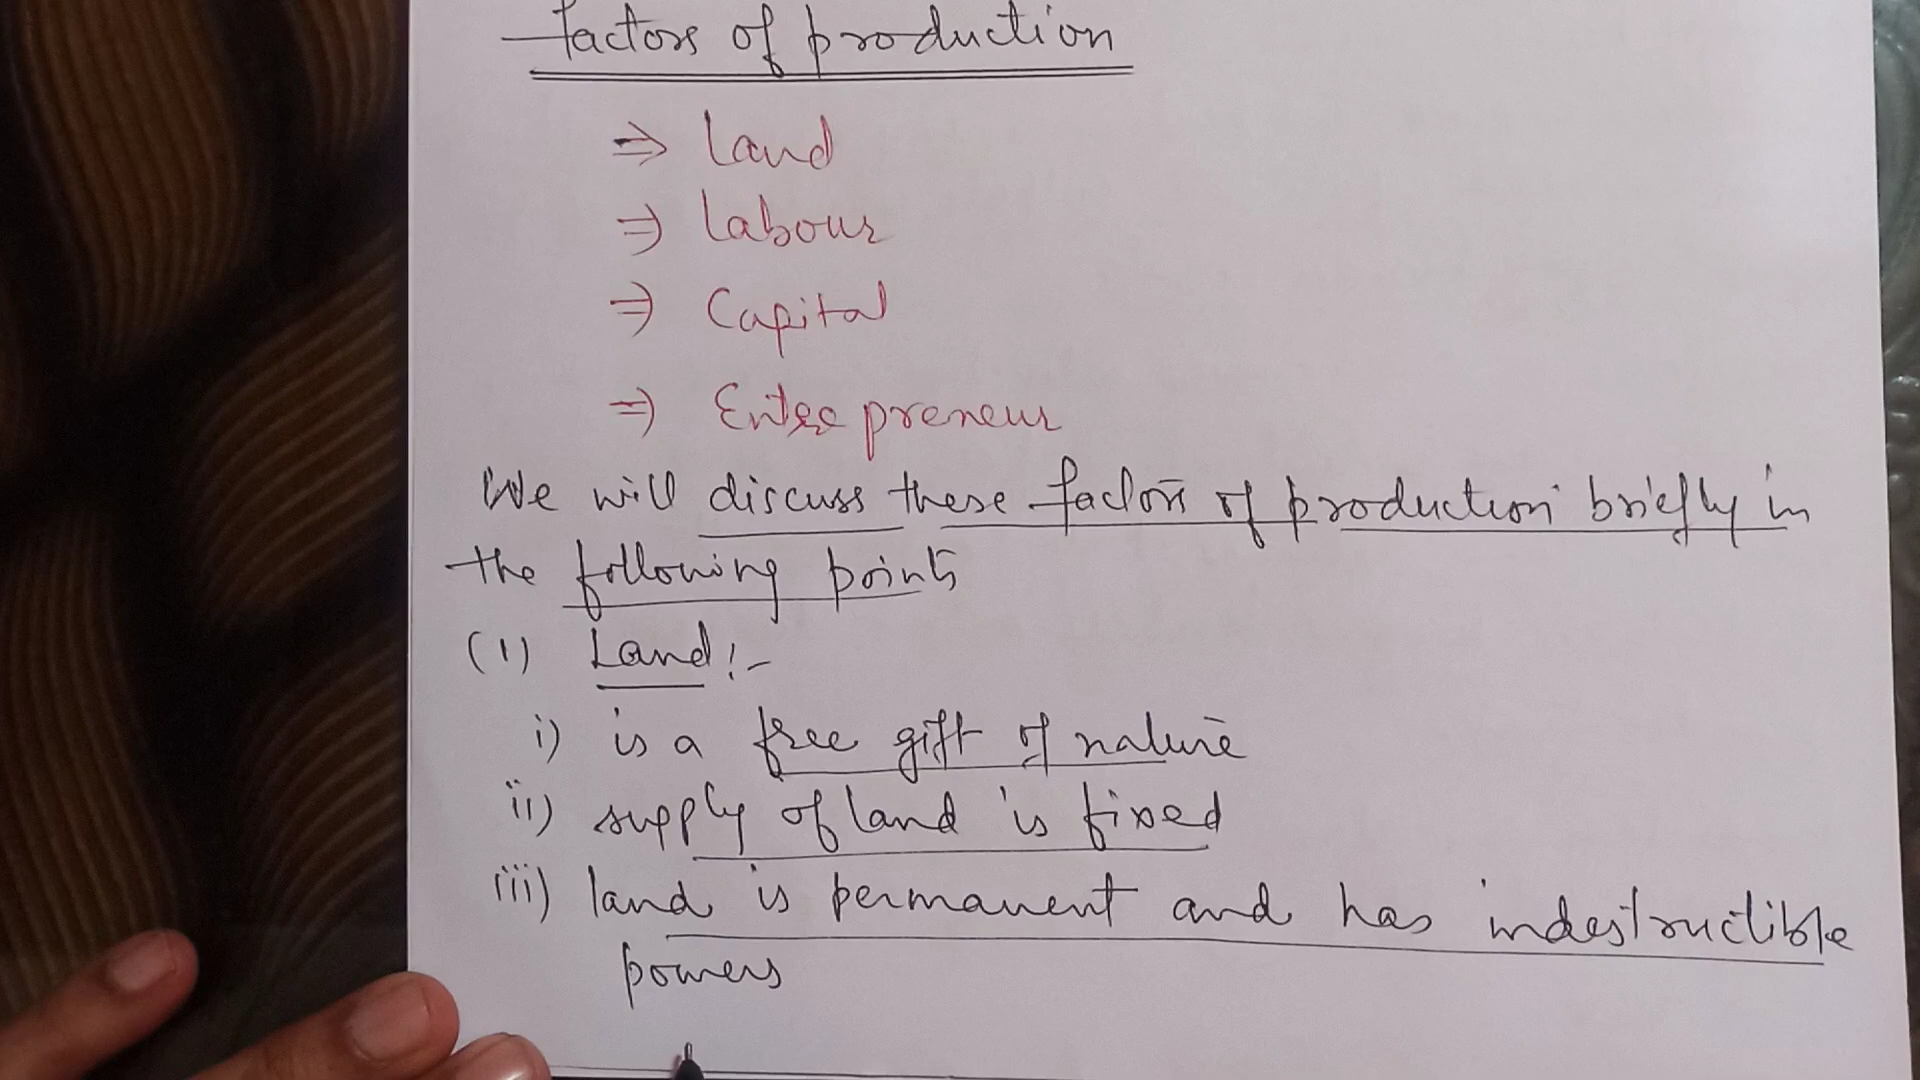 factors of production
⇒ Land
⇒ Labour
⇒ Capital
⇒ Entrepreneur
We will discuss these factors of production briefly in
the following points
(1) Land :-
i) is a free gift of nature
ii) supply of land is fixed
iii) land is permanent and has indestructible
powers